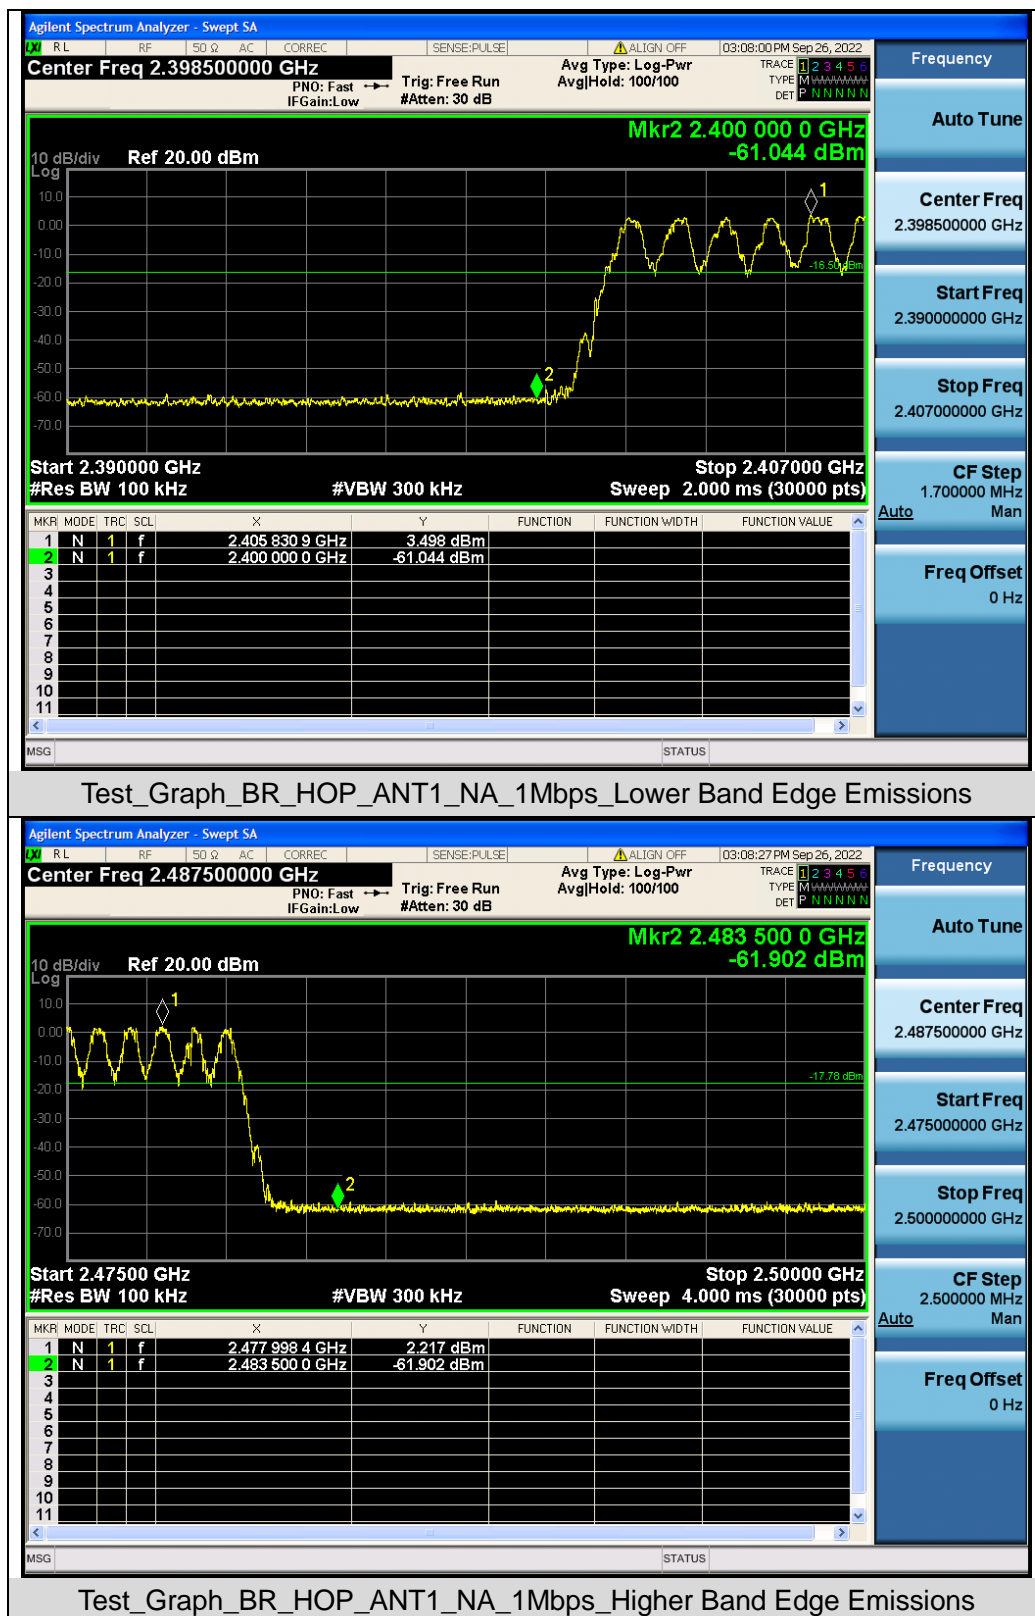 Agilent Spectrum Analyzer - Swept SA
LXI RL RF 50 Ω AC CORREC SENSE:PULSE ALIGN OFF 03:08:00 PM Sep 26, 2022
Center Freq 2.398500000 GHz
PNO: Fast
IFGain:Low
Trig: Free Run
#Atten: 30 dB
Avg Type: Log-Pwr
Avg|Hold: 100/100
TRACE 1 2 3 4 5 6
TYPE M
DET P N N N N N
Mkr2 2.400 000 0 GHz
-61.044 dBm
10 dB/div Ref 20.00 dBm
Log
10.0
0.00
-10.0
-20.0
-30.0
-40.0
-50.0
-60.0
-70.0
1
2
-16.50 dBm
Start 2.390000 GHz Stop 2.407000 GHz
#Res BW 100 kHz #VBW 300 kHz Sweep 2.000 ms (30000 pts)
MKR MODE TRC SCL X Y FUNCTION FUNCTION WIDTH FUNCTION VALUE
1 N 1 f 2.405 830 9 GHz 3.498 dBm
2 N 1 f 2.400 000 0 GHz -61.044 dBm
3
4
5
6
7
8
9
10
11
MSG STATUS
Frequency
Auto Tune
Center Freq
2.398500000 GHz
Start Freq
2.390000000 GHz
Stop Freq
2.407000000 GHz
CF Step
1.700000 MHz
Auto Man
Freq Offset
0 Hz
Test_Graph_BR_HOP_ANT1_NA_1Mbps_Lower Band Edge Emissions
Agilent Spectrum Analyzer - Swept SA
LXI RL RF 50 Ω AC CORREC SENSE:PULSE ALIGN OFF 03:08:27 PM Sep 26, 2022
Center Freq 2.487500000 GHz
PNO: Fast
IFGain:Low
Trig: Free Run
#Atten: 30 dB
Avg Type: Log-Pwr
Avg|Hold: 100/100
TRACE 1 2 3 4 5 6
TYPE M
DET P N N N N N
Mkr2 2.483 500 0 GHz
-61.902 dBm
10 dB/div Ref 20.00 dBm
Log
10.0
0.00
-10.0
-20.0
-30.0
-40.0
-50.0
-60.0
-70.0
1
2
-17.78 dBm
Start 2.47500 GHz Stop 2.50000 GHz
#Res BW 100 kHz #VBW 300 kHz Sweep 4.000 ms (30000 pts)
MKR MODE TRC SCL X Y FUNCTION FUNCTION WIDTH FUNCTION VALUE
1 N 1 f 2.477 998 4 GHz 2.217 dBm
2 N 1 f 2.483 500 0 GHz -61.902 dBm
3
4
5
6
7
8
9
10
11
MSG STATUS
Frequency
Auto Tune
Center Freq
2.487500000 GHz
Start Freq
2.475000000 GHz
Stop Freq
2.500000000 GHz
CF Step
2.500000 MHz
Auto Man
Freq Offset
0 Hz
Test_Graph_BR_HOP_ANT1_NA_1Mbps_Higher Band Edge Emissions